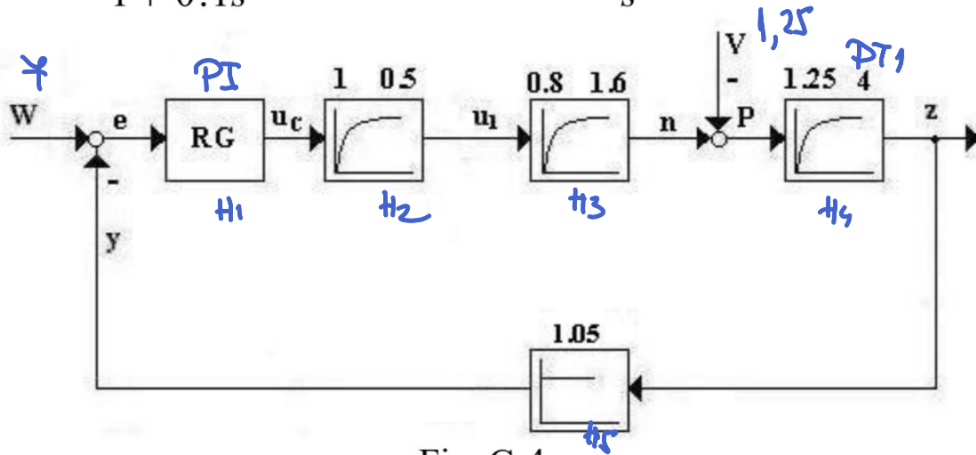 1 + 0.1s s
1,25
* PI V PT1
1 0.5 0.8 1.6 - 1.25 4
W e RG uc u1 n P z
-
H1 H2 H3 H4
y
1.05
H5
Fig. C-4